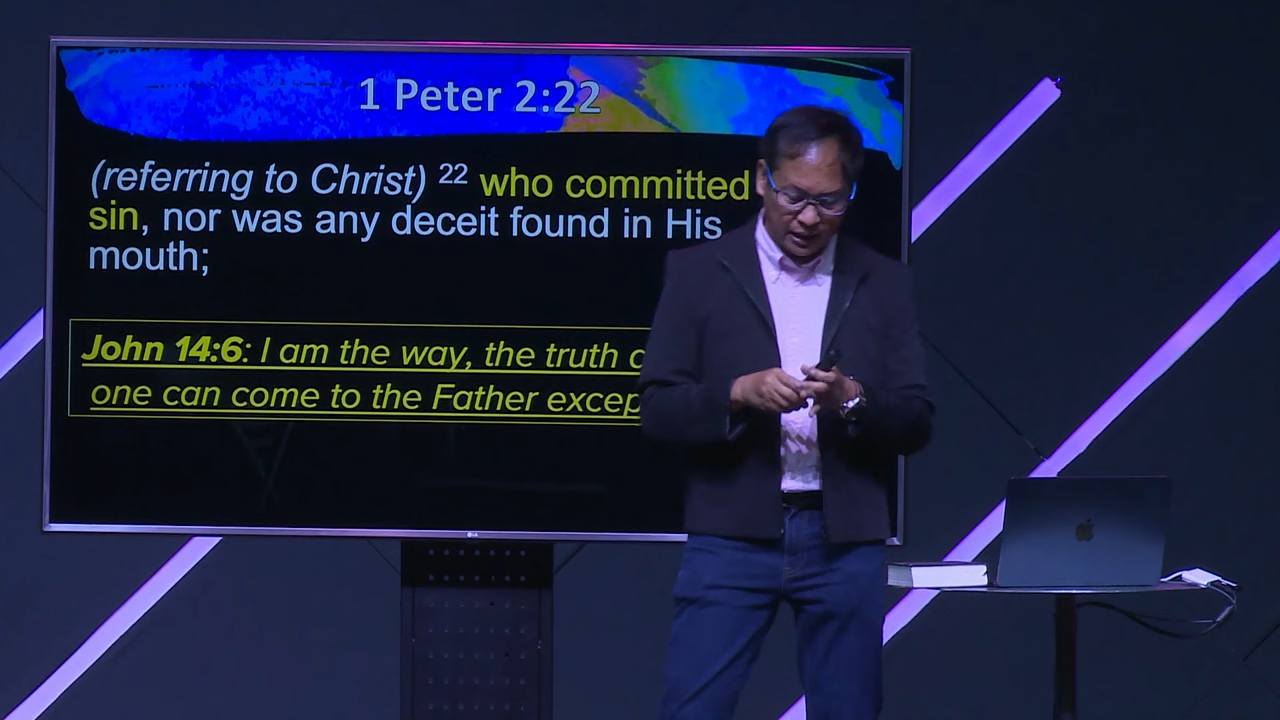 1 Peter 2:22
(referring to Christ) 22 who committed
sin, nor was any deceit found in His
mouth;
John 14:6: I am the way, the truth
one can come to the Father
LG